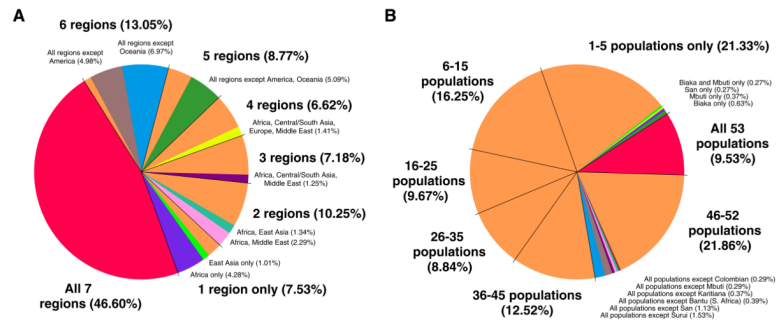 A
6 regions (13.05%)
All regions except
Oceania (6.97%)
All regions except
America (4.98%)
5 regions (8.77%)
All regions except America, Oceania (5.09%)
4 regions (6.62%)
Africa, Central/South Asia,
Europe, Middle East (1.41%)
3 regions (7.18%)
Africa, Central/South Asia,
Middle East (1.25%)
2 regions (10.25%)
Africa, East Asia (1.34%)
Africa, Middle East (2.29%)
East Asia only (1.01%)
Africa only (4.28%)
1 region only (7.53%)
All 7
regions (46.60%)
B
1-5 populations only (21.33%)
6-15
populations
(16.25%)
Biaka and Mbuti only (0.27%)
San only (0.27%)
Mbuti only (0.37%)
Biaka only (0.63%)
All 53
populations
(9.53%)
16-25
populations
(9.67%)
46-52
populations
(21.86%)
26-35
populations
(8.84%)
36-45 populations
(12.52%)
All populations except Colombian (0.29%)
All populations except Mbuti (0.29%)
All populations except Karitiana (0.37%)
All populations except Bantu (S. Africa) (0.39%)
All populations except San (1.13%)
All populations except Surui (1.53%)